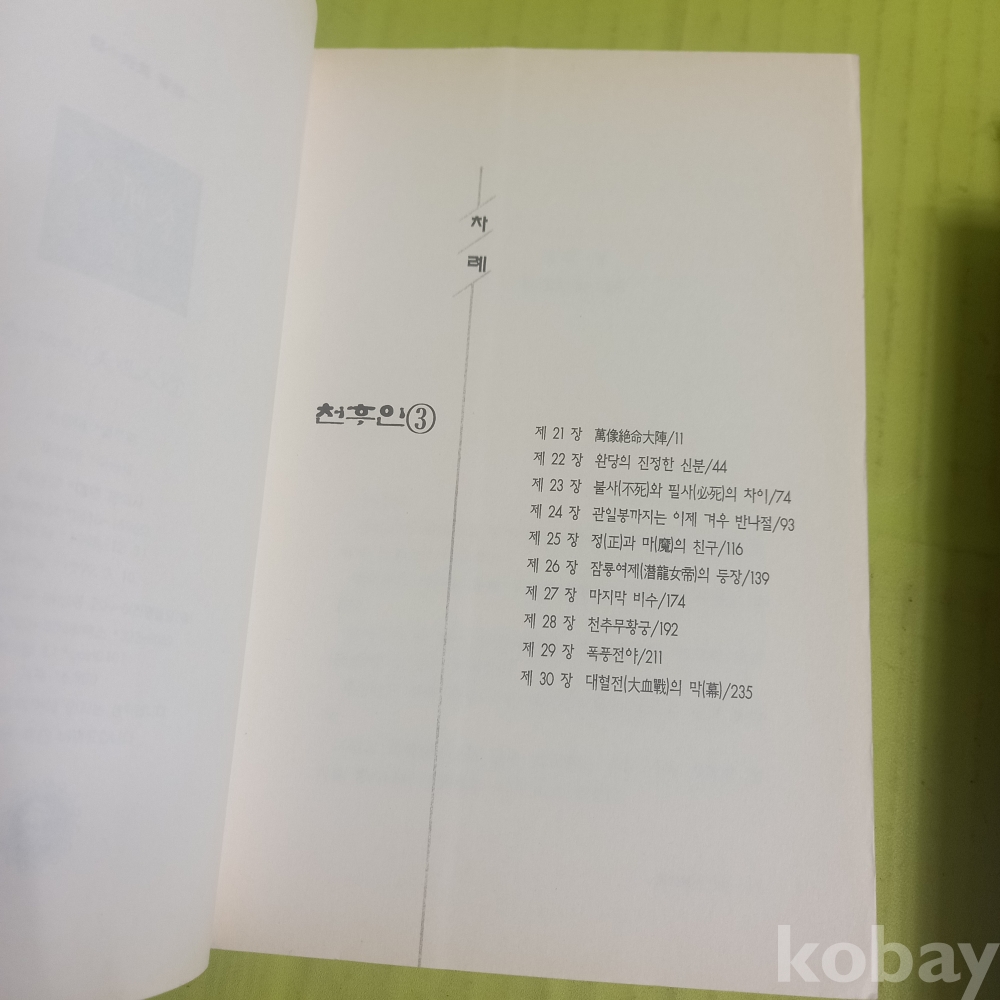 차
례
천후인③
제 21 장 萬像絶命大陣/11
제 22 장 완당의 진정한 신분/44
제 23 장 불사(不死)와 필사(必死)의 차이/74
제 24 장 관일봉까지는 이제 겨우 반나절/93
제 25 장 정(正)과 마(魔)의 친구/116
제 26 장 잠룡여제(潛龍女帝)의 등장/139
제 27 장 마지막 비수/174
제 28 장 천추무황궁/192
제 29 장 폭풍전야/211
제 30 장 대혈전(大血戰)의 막(幕)/235
kobay